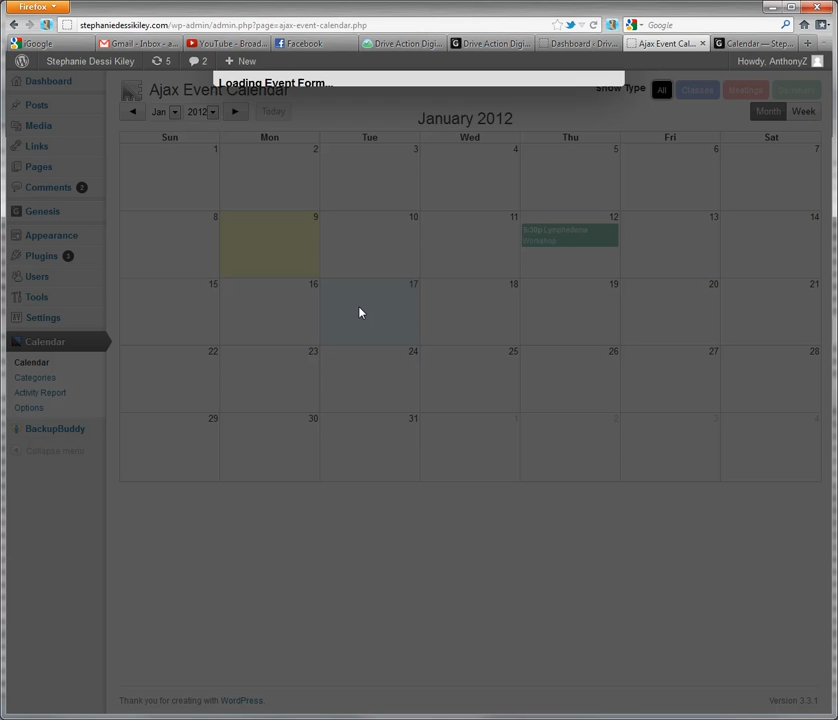 Firefox
stephaniedessikiley.com/wp-admin/admin.php?page=ajax-event-calendar.php
Google
Google
Gmail - Inbox - a...
YouTube - Broad...
Facebook
Drive Action Digi...
Drive Action Digi...
Dashboard ‹ Driv...
Ajax Event Cal...
Calendar — Step...
Stephanie Dessi Kiley
5
2
+ New
Howdy, AnthonyZ
Loading Event Form...
Dashboard
Posts
Media
Links
Pages
Comments 2
Genesis
Appearance
Plugins
Users
Tools
Settings
Calendar
Calendar
Categories
Activity Report
Options
BackupBuddy
Collapse menu
Ajax Event Calendar
Show Type
All
Classes
Meetings
Jan
2012
Today
January 2012
Month
Week
Sun Mon Tue Wed Thu Fri Sat
1 2 3 4 5 6 7
8 9 10 11 12 13 14
5:30p Lymphedema
Workshop
15 16 17 18 19 20 21
22 23 24 25 26 27 28
29 30 31 1 2 3 4
Thank you for creating with WordPress.
Version 3.3.1